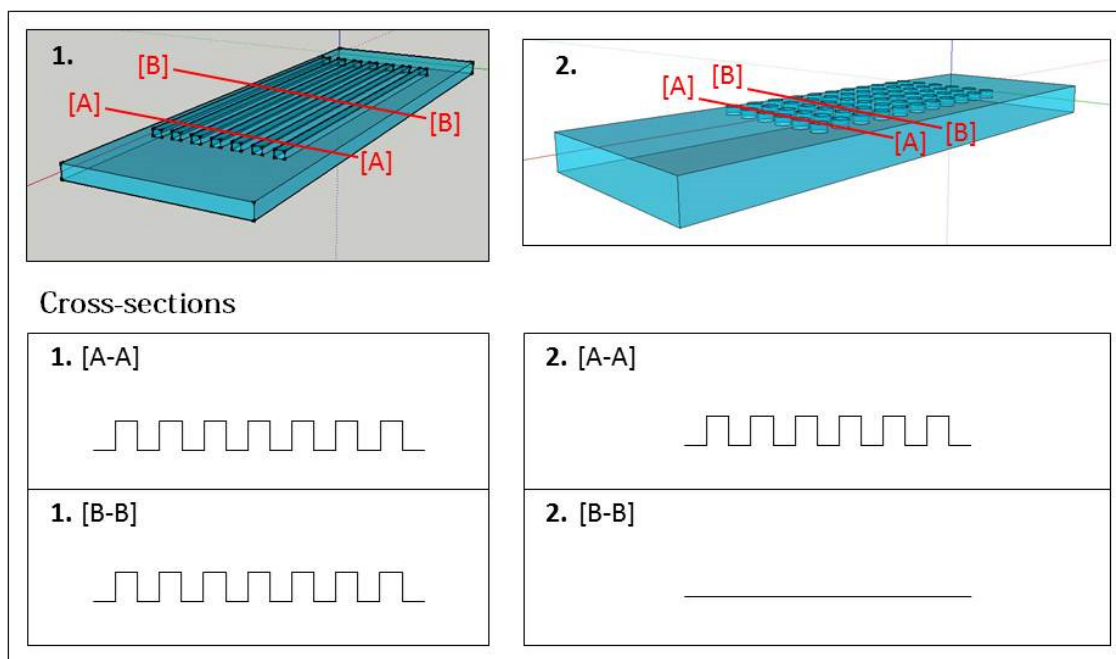 1.
[B]
[A]
[B]
[A]
2.
[B]
[A]
[B]
[A]
Cross-sections
1. [A-A]
2. [A-A]
1. [B-B]
2. [B-B]